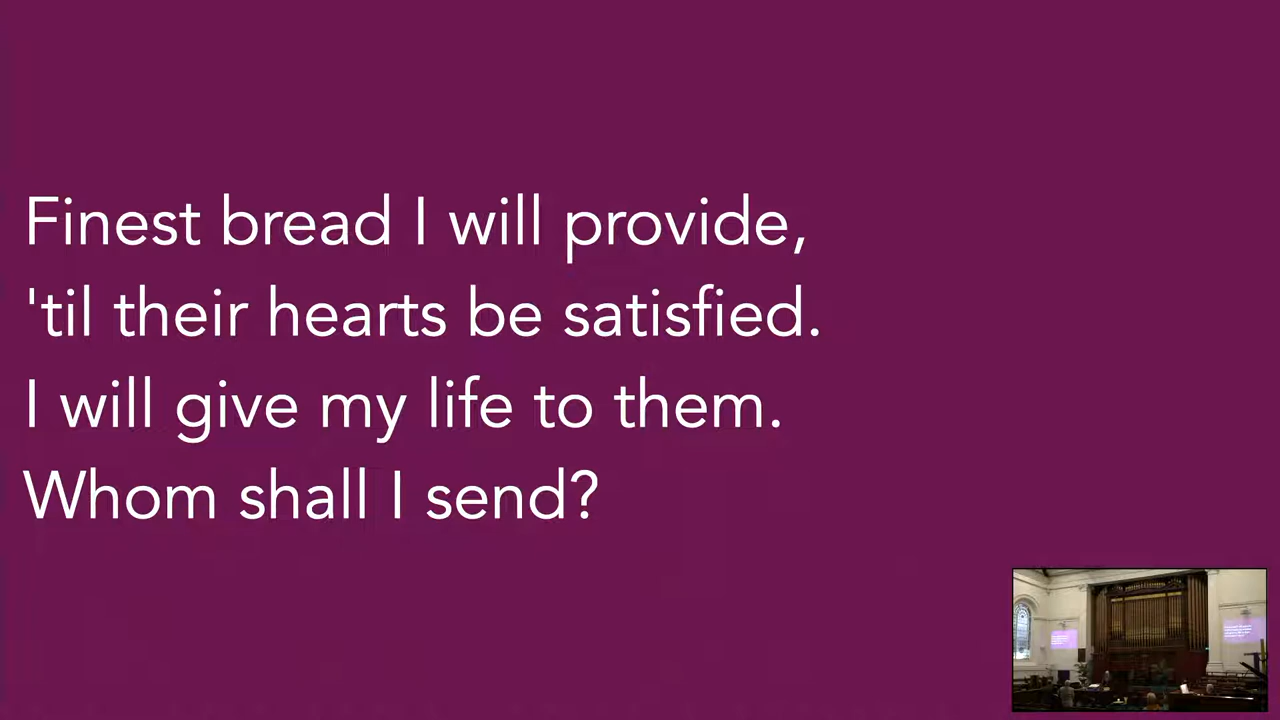 Finest bread I will provide,
'til their hearts be satisfied.
I will give my life to them.
Whom shall I send?